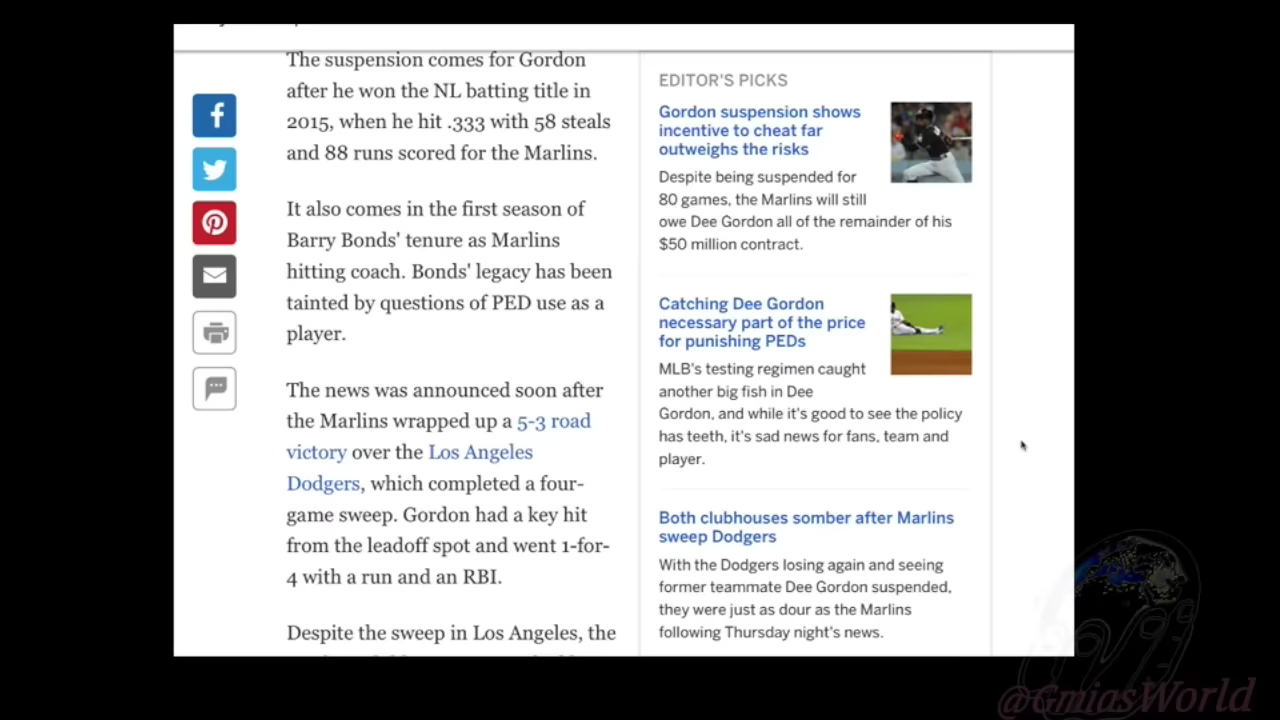 The suspension comes for Gordon
after he won the NL batting title in
2015, when he hit .333 with 58 steals
and 88 runs scored for the Marlins.
It also comes in the first season of
Barry Bonds' tenure as Marlins
hitting coach. Bonds' legacy has been
tainted by questions of PED use as a
player.
The news was announced soon after
the Marlins wrapped up a 5-3 road
victory over the Los Angeles
Dodgers, which completed a four-
game sweep. Gordon had a key hit
from the leadoff spot and went 1-for-
4 with a run and an RBI.
Despite the sweep in Los Angeles, the
EDITOR'S PICKS
Gordon suspension shows
incentive to cheat far
outweighs the risks
Despite being suspended for
80 games, the Marlins will still
owe Dee Gordon all of the remainder of his
$50 million contract.
Catching Dee Gordon
necessary part of the price
for punishing PEDs
MLB's testing regimen caught
another big fish in Dee
Gordon, and while it's good to see the policy
has teeth, it's sad news for fans, team and
player.
Both clubhouses somber after Marlins
sweep Dodgers
With the Dodgers losing again and seeing
former teammate Dee Gordon suspended,
they were just as dour as the Marlins
following Thursday night's news.
@GmiasWorld